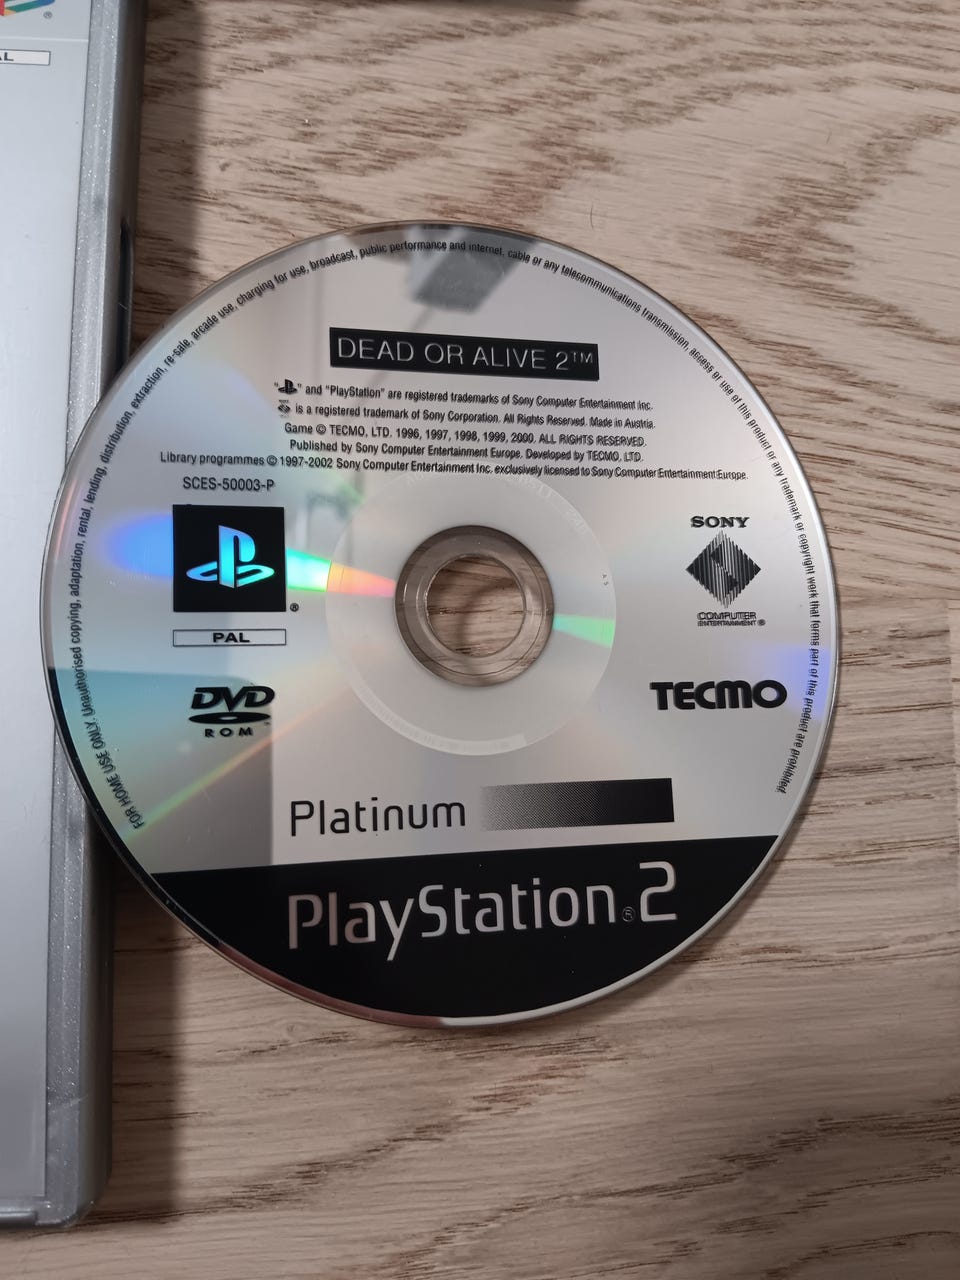 AL
FOR HOME USE ONLY. Unauthorised copying, adaptation, rental, lending, distribution, extraction, re-sale, arcade use, charging for use, broadcast, public performance and internet, cable or any telecommunications transmission, access or use of this product or any trademark or copyright work that forms part of this product are prohibited.
DEAD OR ALIVE 2™
" " and "PlayStation" are registered trademarks of Sony Computer Entertainment Inc.
is a registered trademark of Sony Corporation. All Rights Reserved. Made in Austria.
Game © TECMO, LTD. 1996, 1997, 1998, 1999, 2000. ALL RIGHTS RESERVED.
Published by Sony Computer Entertainment Europe. Developed by TECMO, LTD.
Library programmes © 1997-2002 Sony Computer Entertainment Inc. exclusively licensed to Sony Computer Entertainment Europe.
SCES-50003-P
®
PAL
DVD
ROM
SONY
COMPUTER
ENTERTAINMENT®
TECMO
Platinum
PlayStation®2